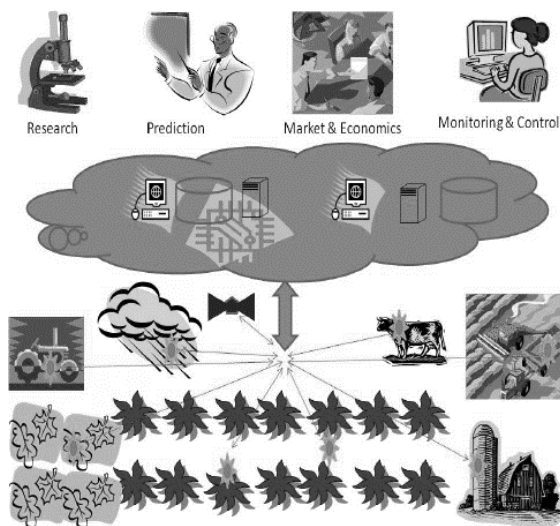 Research
Prediction
Market & Economics
Monitoring & Control